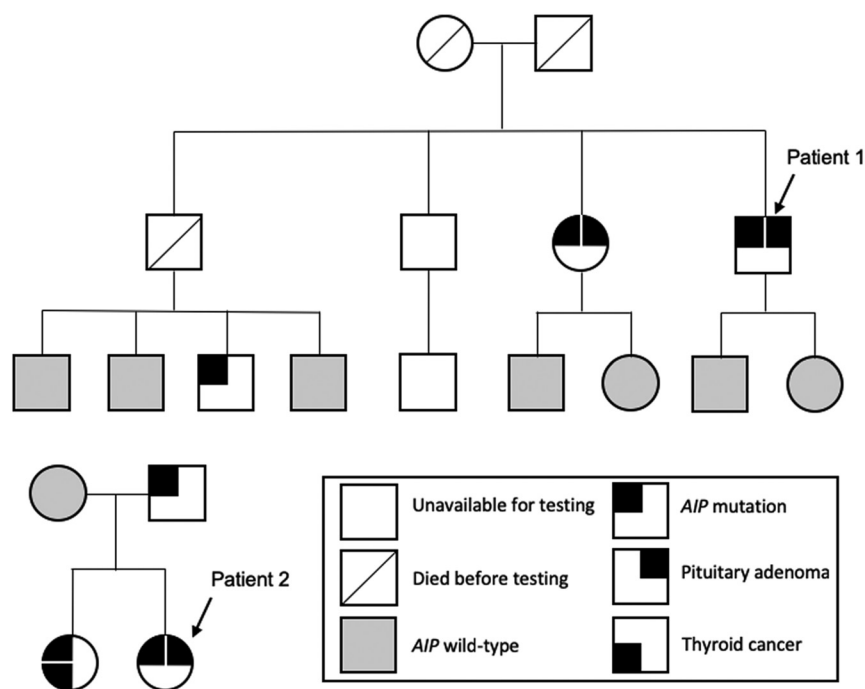 Patient 1
Patient 2
Unavailable for testing
AIP mutation
Died before testing
Pituitary adenoma
AIP wild-type
Thyroid cancer